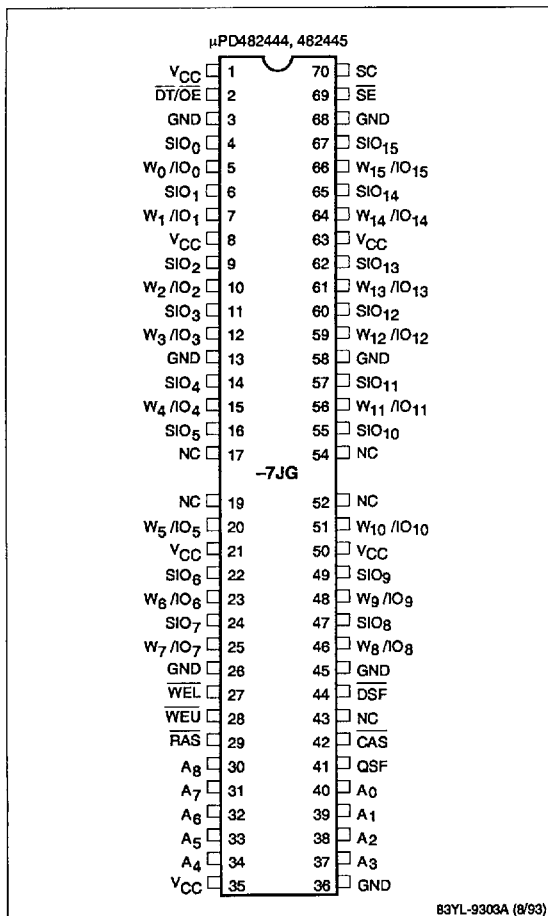 µPD482444, 482445
VCC 1 70 SC
DT/OE 2 69 SE
GND 3 68 GND
SIO0 4 67 SIO15
W0/IO0 5 66 W15/IO15
SIO1 6 65 SIO14
W1/IO1 7 64 W14/IO14
VCC 8 63 VCC
SIO2 9 62 SIO13
W2/IO2 10 61 W13/IO13
SIO3 11 60 SIO12
W3/IO3 12 59 W12/IO12
GND 13 58 GND
SIO4 14 57 SIO11
W4/IO4 15 56 W11/IO11
SIO5 16 55 SIO10
NC 17 54 NC
–7JG
NC 19 52 NC
W5/IO5 20 51 W10/IO10
VCC 21 50 VCC
SIO6 22 49 SIO9
W6/IO6 23 48 W9/IO9
SIO7 24 47 SIO8
W7/IO7 25 46 W8/IO8
GND 26 45 GND
WEL 27 44 DSF
WEU 28 43 NC
RAS 29 42 CAS
A8 30 41 QSF
A7 31 40 A0
A6 32 39 A1
A5 33 38 A2
A4 34 37 A3
VCC 35 36 GND
83YL-9303A (8/93)